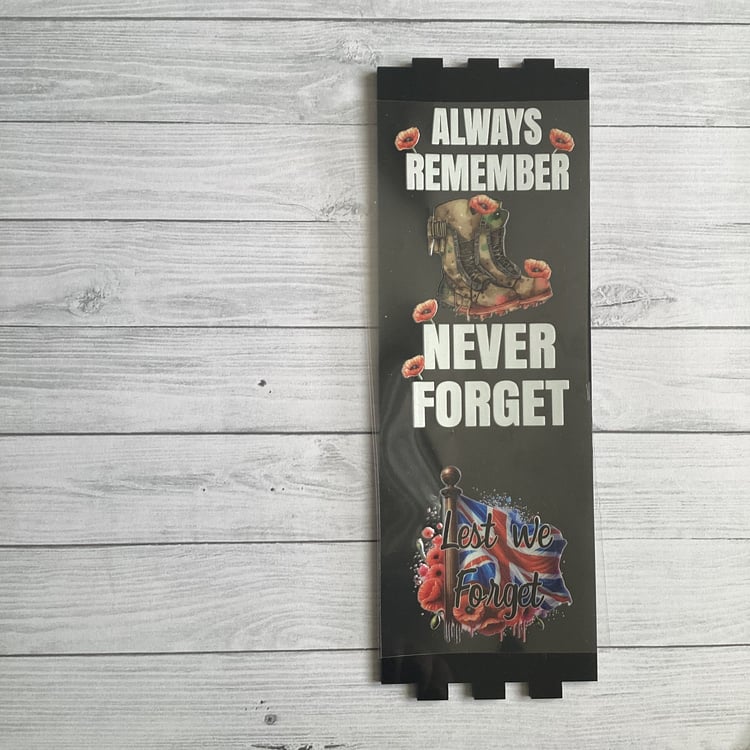 ALWAYS
REMEMBER
NEVER
FORGET
Lest we
Forget